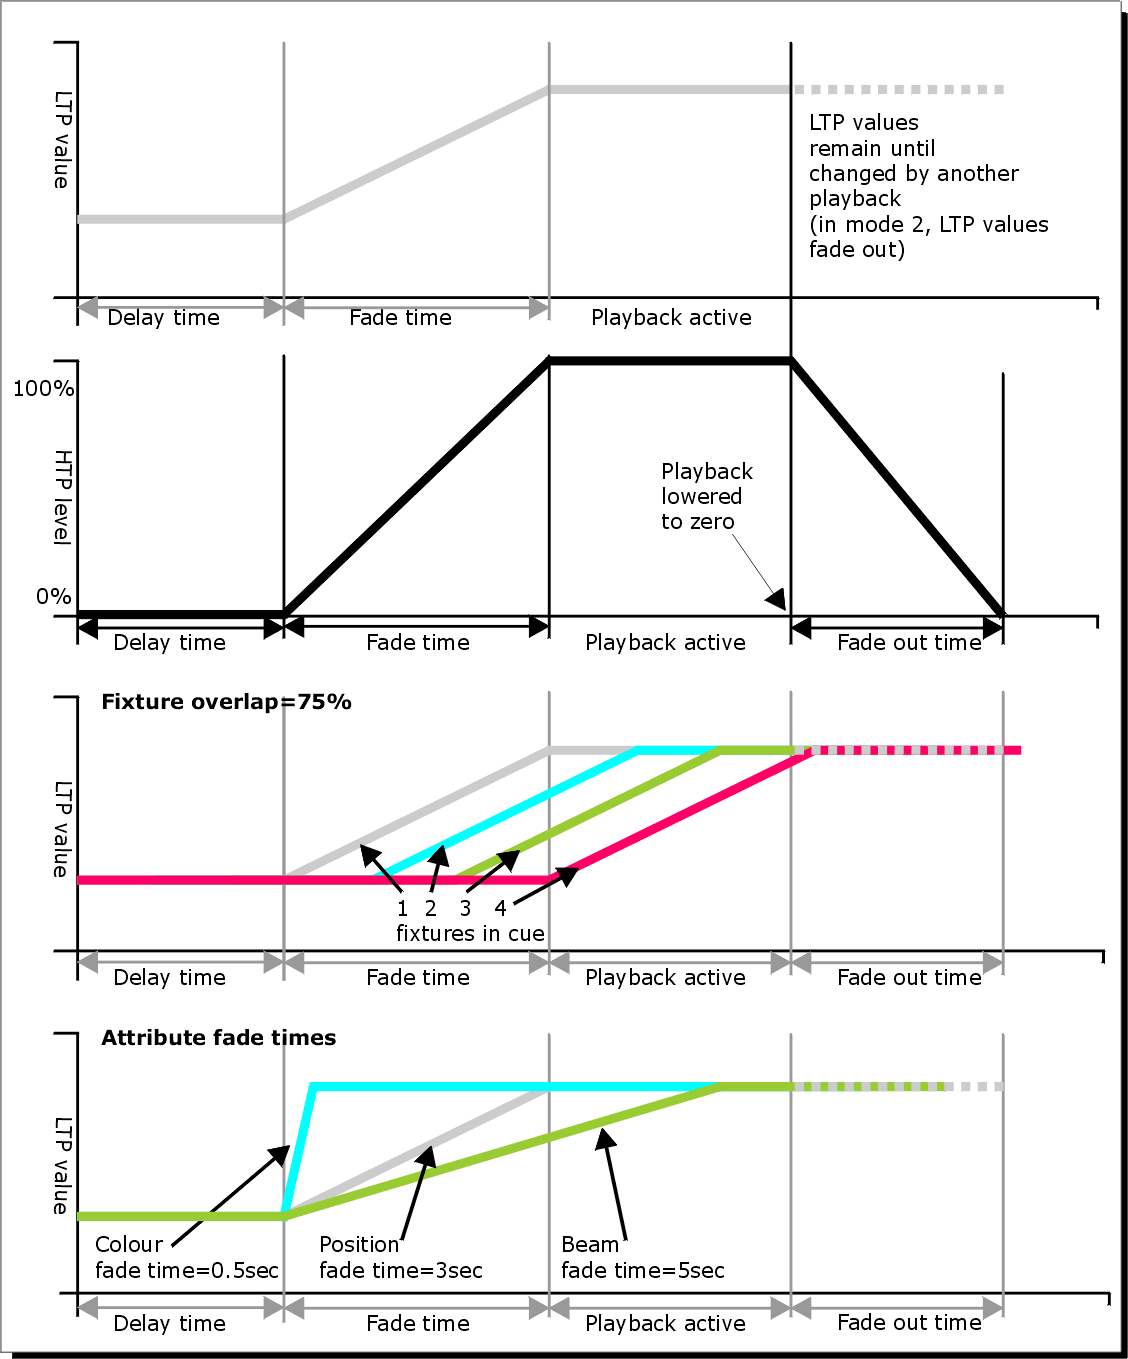 LTP value
LTP values
remain until
changed by another
playback
(in mode 2, LTP values
fade out)
Delay time
Fade time
Playback active
100%
HTP level
0%
Playback
lowered
to zero
Delay time
Fade time
Playback active
Fade out time
Fixture overlap=75%
LTP value
1 2 3 4
fixtures in cue
Delay time
Fade time
Playback active
Fade out time
Attribute fade times
LTP value
Colour
fade time=0.5sec
Position
fade time=3sec
Beam
fade time=5sec
Delay time
Fade time
Playback active
Fade out time